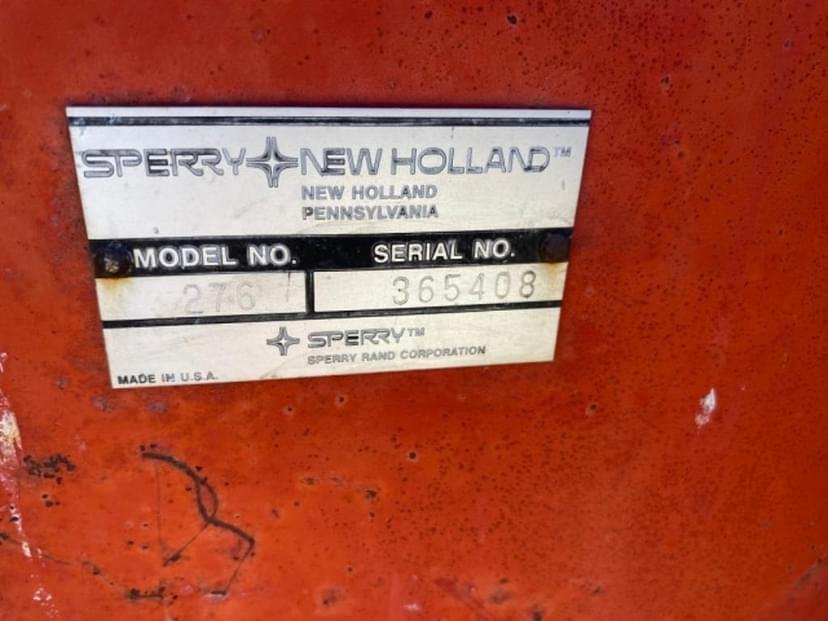 SPERRY NEW HOLLAND™
NEW HOLLAND
PENNSYLVANIA
MODEL NO. SERIAL NO.
276 365408
SPERRY™
SPERRY RAND CORPORATION
MADE IN U.S.A.